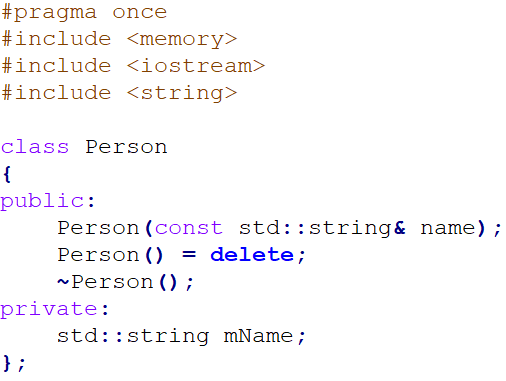 #pragma once
#include <memory>
#include <iostream>
#include <string>

class Person
{
public:
    Person(const std::string& name);
    Person() = delete;
    ~Person();
private:
    std::string mName;
};